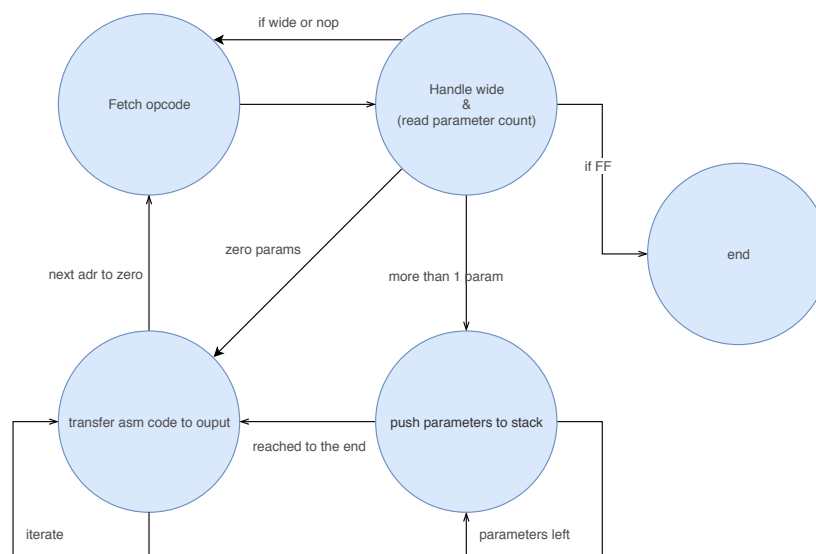 if wide or nop
Fetch opcode
Handle wide
&
(read parameter count)
if FF
end
zero params
next adr to zero
more than 1 param
transfer asm code to ouput
push parameters to stack
reached to the end
iterate
parameters left